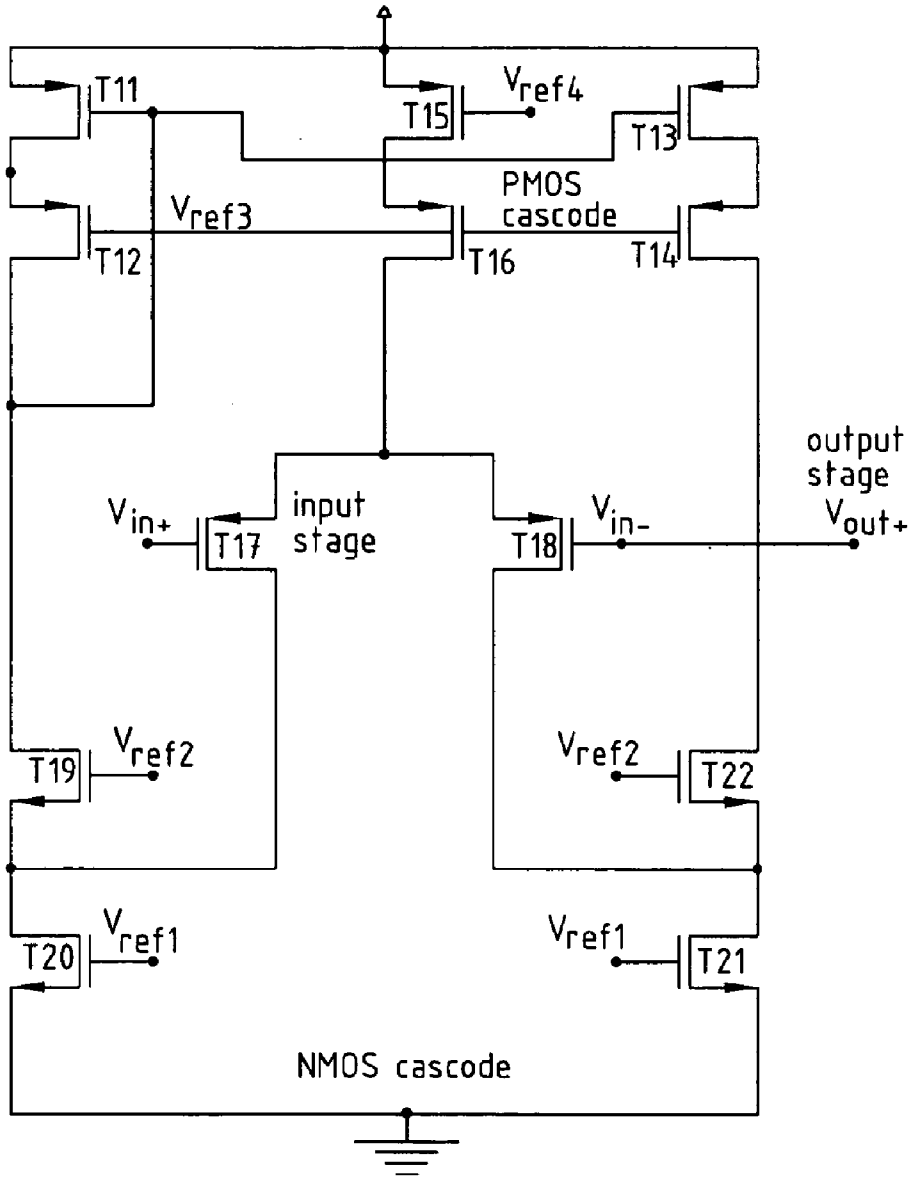 T11
T15
Vref4
T13
PMOS
cascode
Vref3
T12
T16
T14
output
stage
Vin+
input
stage
T17
T18
Vin-
Vout+
T19
Vref2
Vref2
T22
T20
Vref1
Vref1
T21
NMOS cascode